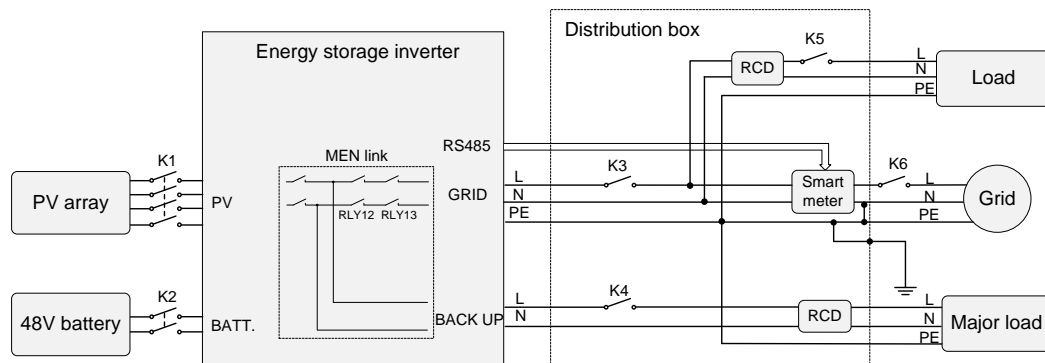 Energy storage inverter
Distribution box
K5
L
N
PE
RCD
Load
RS485
MEN link
K1
PV array
PV
RLY12 RLY13
GRID
L
N
PE
K3
Smart
meter
K6
L
N
PE
Grid
K2
48V battery
BATT.
BACK UP
L
N
K4
RCD
L
N
PE
Major load